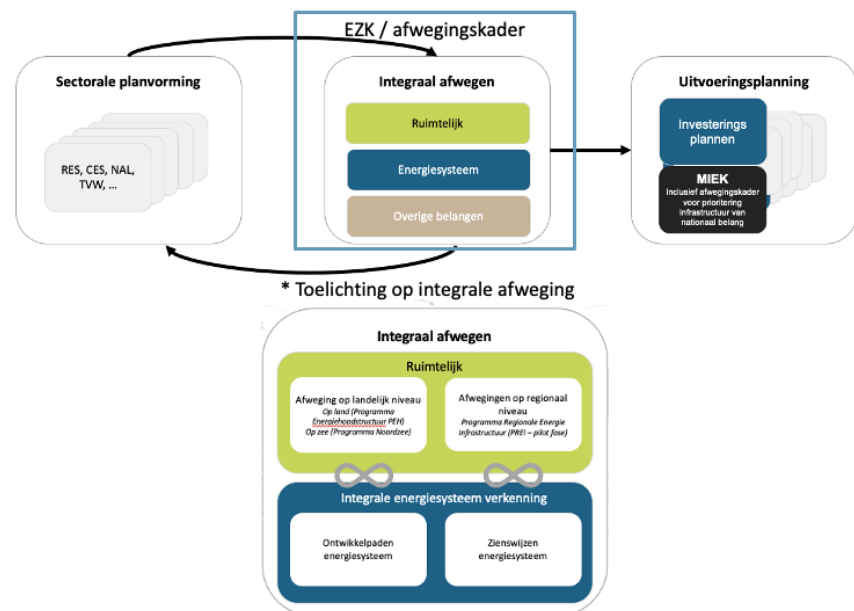 EZK / afwegingskader
Sectorale planvorming
RES, CES, NAL,
TVW, ...
Integraal afwegen
Ruimtelijk
Energiesysteem
Overige belangen
Uitvoeringsplanning
Investerings
plannen
MIEK
Inclusief afwegingskader
voor prioritering
infrastructuur van
nationaal belang
* Toelichting op integrale afweging
Integraal afwegen
Ruimtelijk
Afweging op landelijk niveau
Op land (Programma
Energiehoodstructuur PEH)
Op zee (Programma Noordzee)
Afwegingen op regionaal
niveau
Programma Regionale Energie
Infrastructuur (PREI – pilot fase)
Integrale energiesysteem verkenning
Ontwikkelpaden
energiesysteem
Zienswijzen
energiesysteem